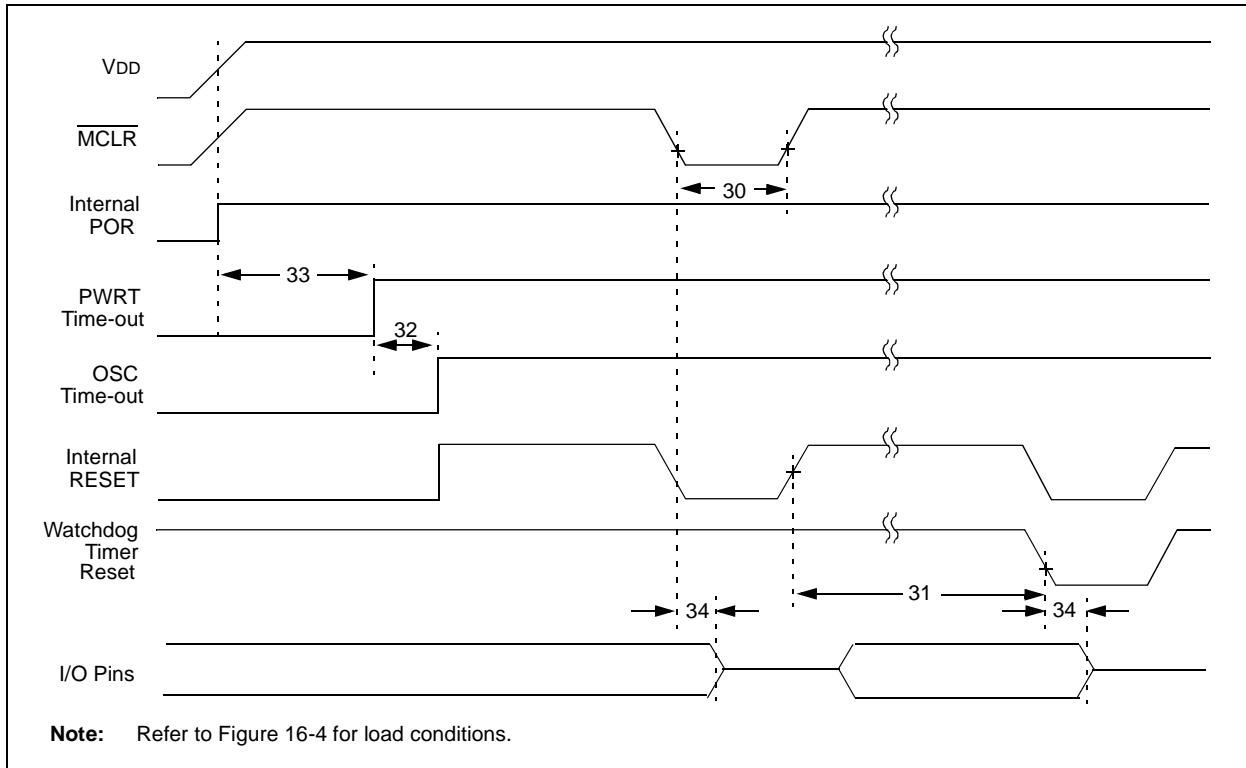 VDD
MCLR
30
Internal
POR
33
PWRT
Time-out
32
OSC
Time-out
Internal
RESET
Watchdog
Timer
Reset
31
34
34
I/O Pins
Note: Refer to Figure 16-4 for load conditions.